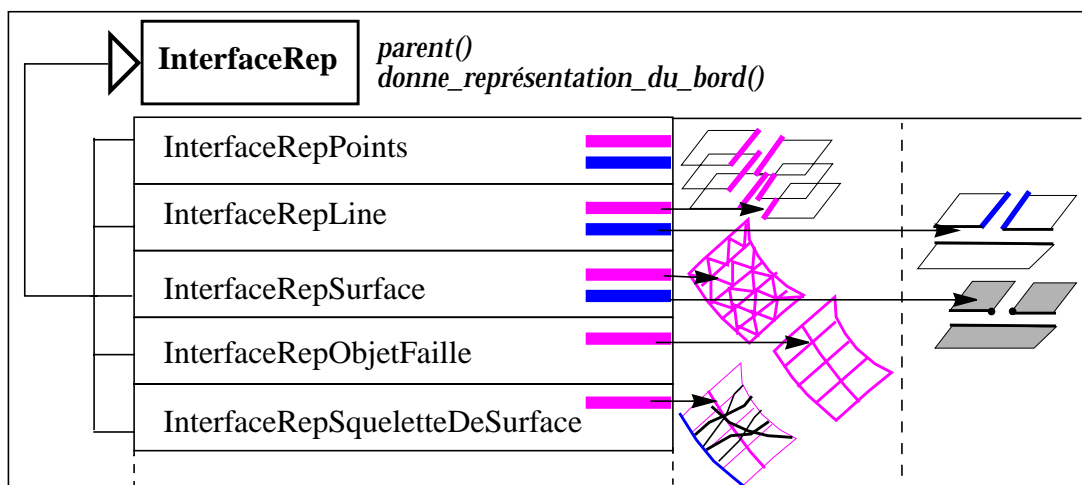 InterfaceRep
parent()
donne_représentation_du_bord()
InterfaceRepPoints
InterfaceRepLine
InterfaceRepSurface
InterfaceRepObjetFaille
InterfaceRepSqueletteDeSurface